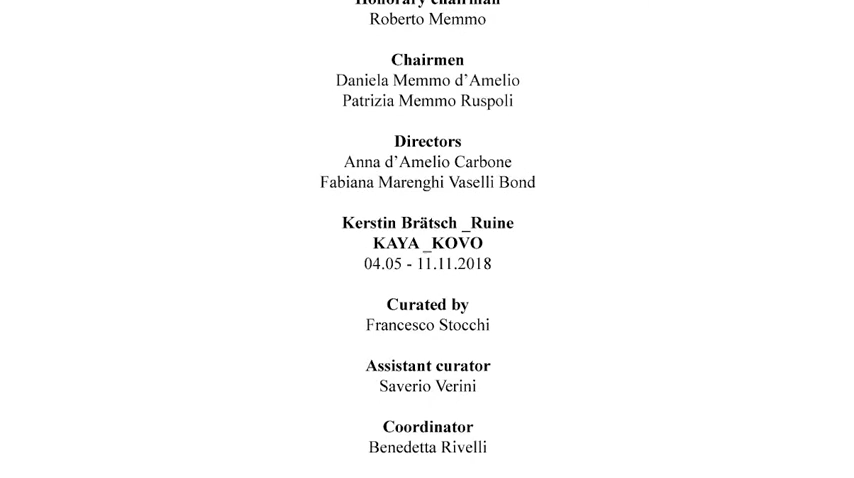 Honorary chairman
Roberto Memmo
Chairmen
Daniela Memmo d’Amelio
Patrizia Memmo Ruspoli
Directors
Anna d’Amelio Carbone
Fabiana Marenghi Vaselli Bond
Kerstin Brätsch _Ruine
KAYA _KOVO
04.05 - 11.11.2018
Curated by
Francesco Stocchi
Assistant curator
Saverio Verini
Coordinator
Benedetta Rivelli